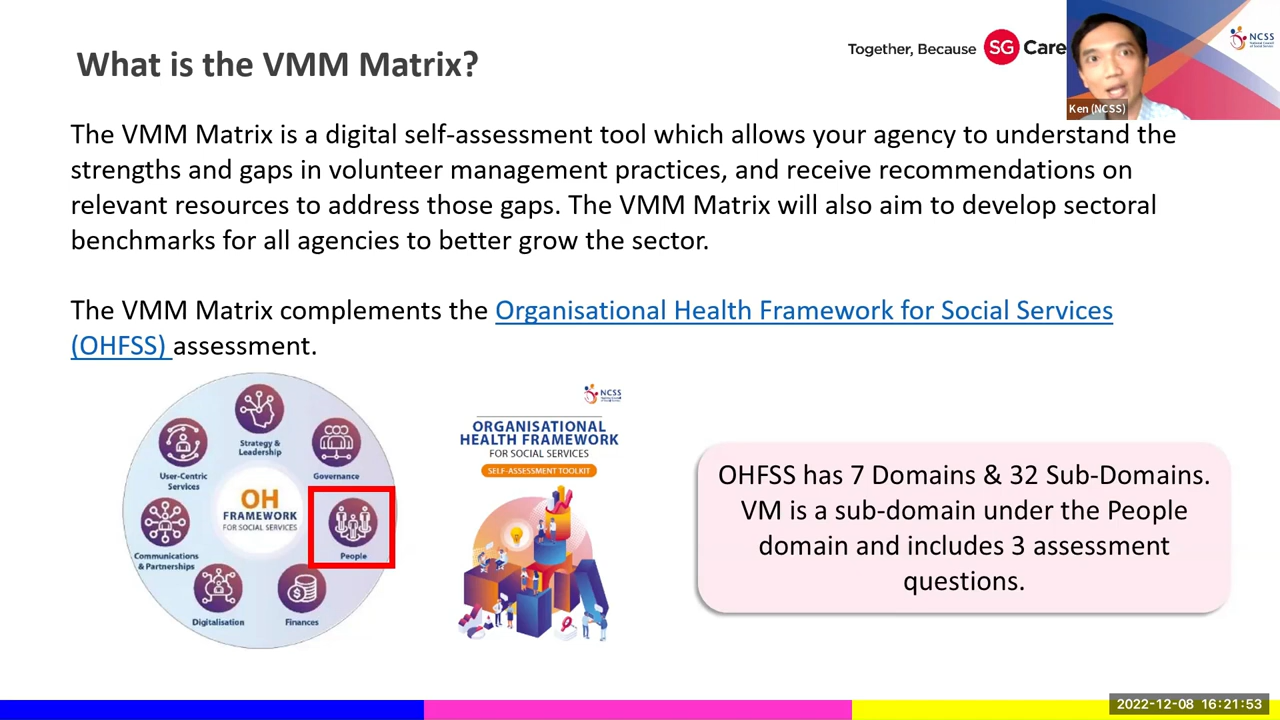 What is the VMM Matrix?
Together, Because SG Care
NCSS
Ken (NCSS)
The VMM Matrix is a digital self-assessment tool which allows your agency to understand the
strengths and gaps in volunteer management practices, and receive recommendations on
relevant resources to address those gaps. The VMM Matrix will also aim to develop sectoral
benchmarks for all agencies to better grow the sector.
The VMM Matrix complements the Organisational Health Framework for Social Services
(OHFSS) assessment.
Strategy &
Leadership
User-Centric
Services
Governance
OH
FRAMEWORK
FOR SOCIAL SERVICES
People
Communications
& Partnerships
Digitalisation
Finances
NCSS
ORGANISATIONAL
HEALTH FRAMEWORK
FOR SOCIAL SERVICES
SELF-ASSESSMENT TOOLKIT
OHFSS has 7 Domains & 32 Sub-Domains.
VM is a sub-domain under the People
domain and includes 3 assessment
questions.
2022-12-08 16:21:53